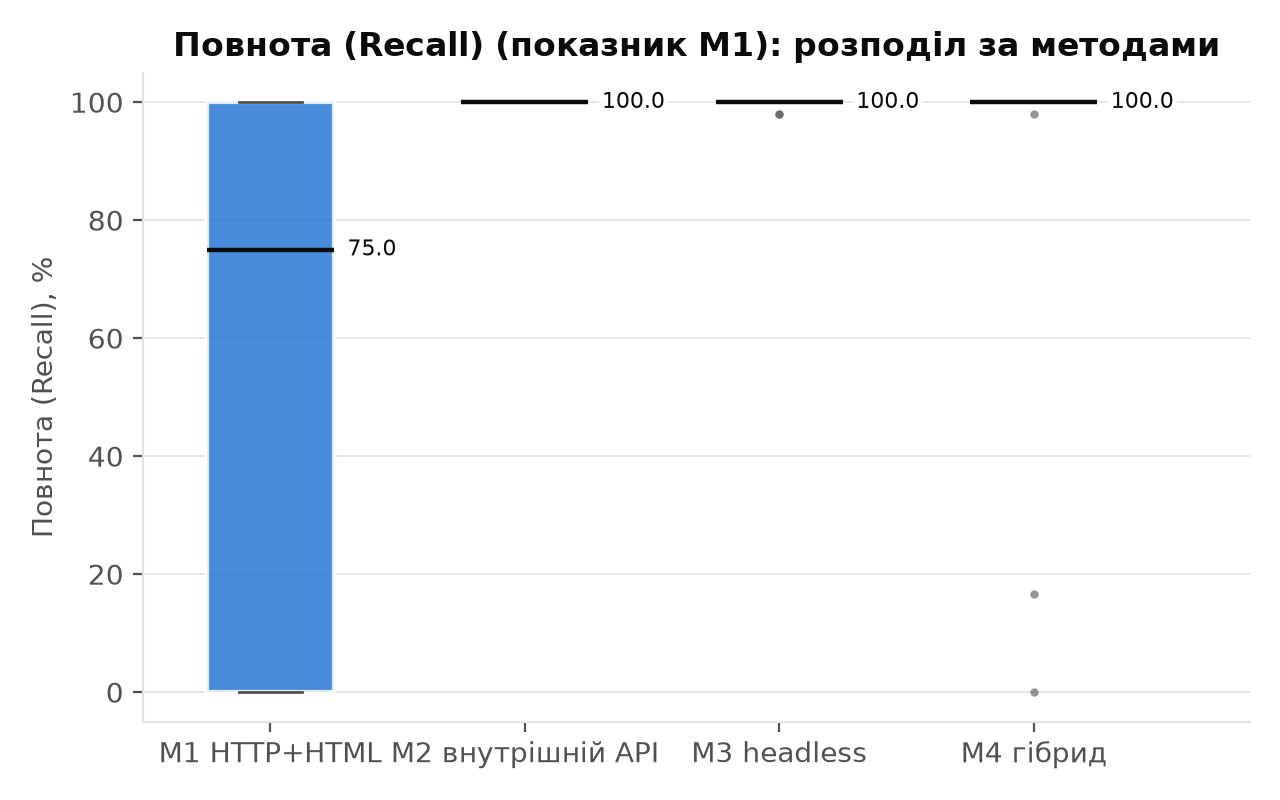 Повнота (Recall) (показник M1): розподіл за методами
Повнота (Recall), %
100
80
60
40
20
0
75.0
100.0
100.0
100.0
M1 HTTP+HTML
M2 внутрішній API
M3 headless
M4 гібрид